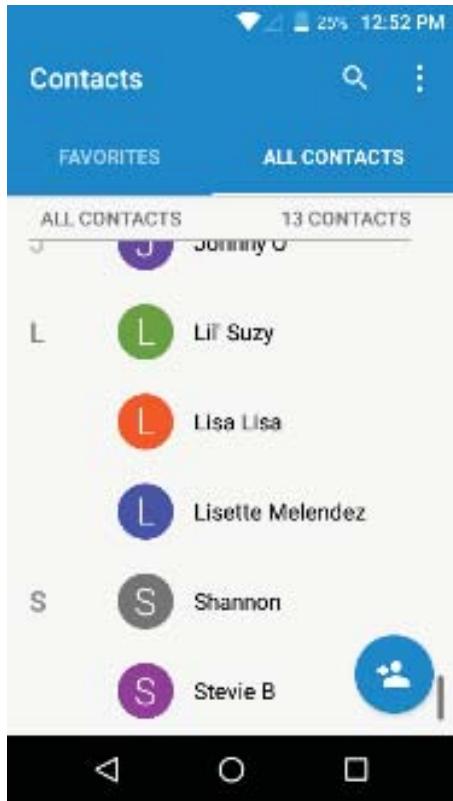 25% 12:52 PM
Contacts
FAVORITES ALL CONTACTS
ALL CONTACTS 13 CONTACTS
J J Johnny O
L L Lil' Suzy
L Lisa Lisa
L Lisette Melendez
S S Shannon
S Stevie B